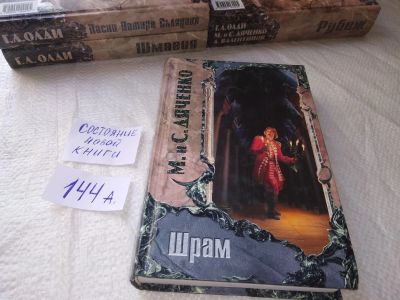 Г.Л. ОЛДИ
Песни Петера Сьлядека
Г.Л. ОЛДИ
Шмагия
Г.Л. ОЛДИ
М. и С. ДЯЧЕНКО
А. ВАЛЕНТИНОВ
Рубеж
СОСТОЯНИЕ
НОВОЙ
КНИГИ
144 А.
М. и С. ДЯЧЕНКО
Шрам